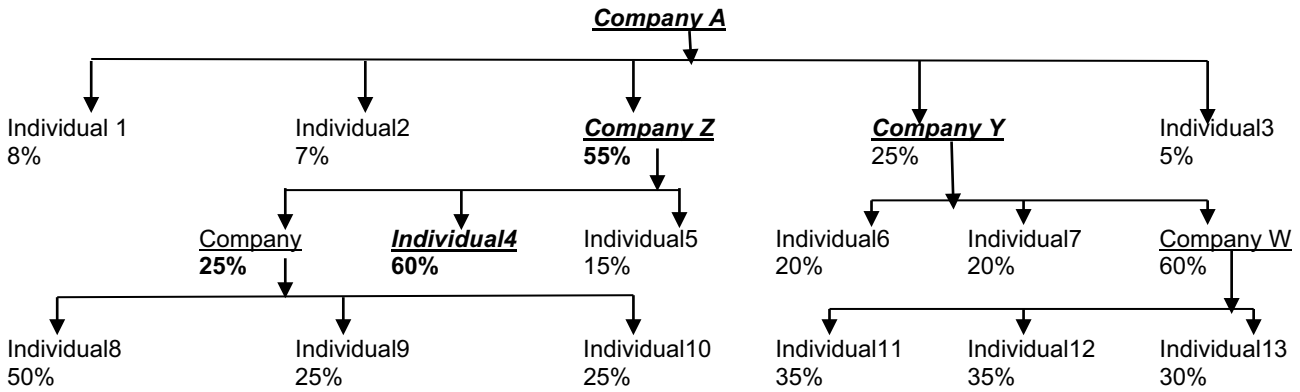 Company A
Individual 1 Individual2 Company Z Company Y Individual3
8% 7% 55% 25% 5%
Company Individual4 Individual5 Individual6 Individual7 Company W
25% 60% 15% 20% 20% 60%
Individual8 Individual9 Individual10 Individual11 Individual12 Individual13
50% 25% 25% 35% 35% 30%